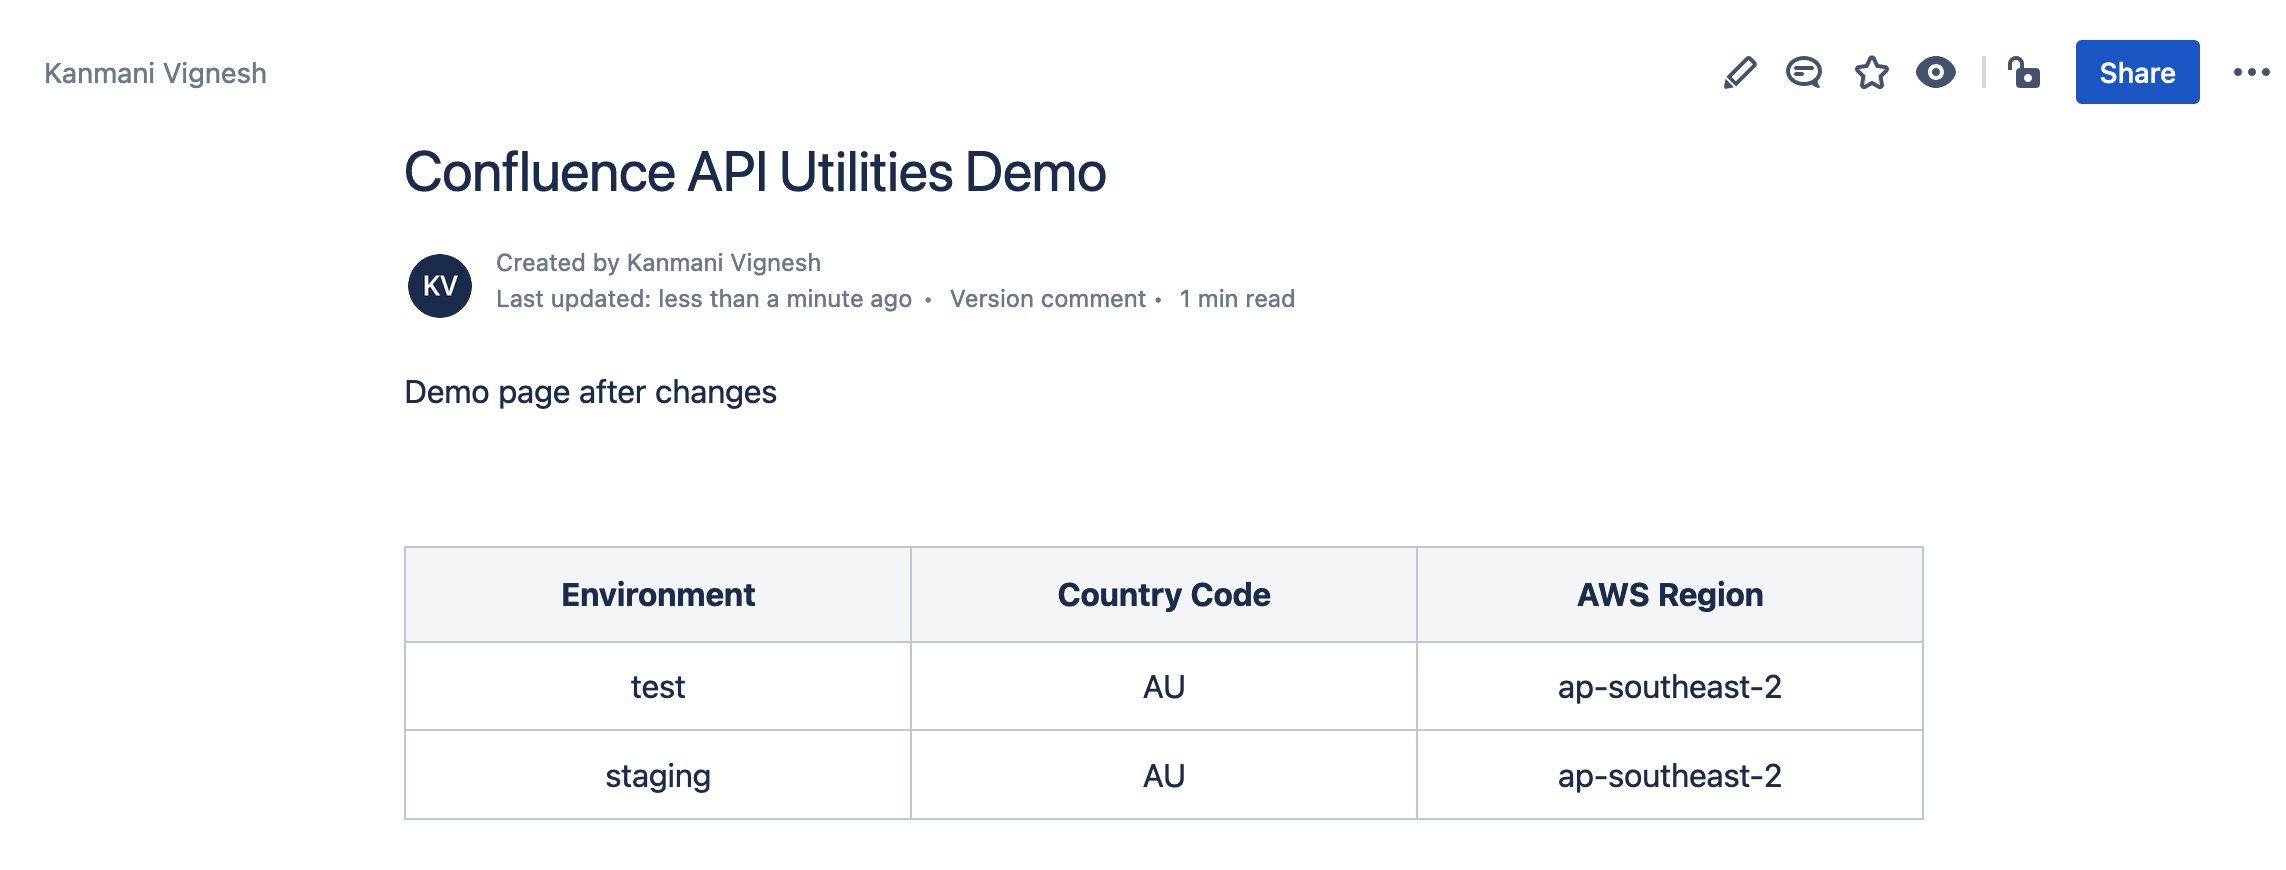 Kanmani Vignesh
Share
Confluence API Utilities Demo
KV
Created by Kanmani Vignesh
Last updated: less than a minute ago • Version comment • 1 min read
Demo page after changes
Environment Country Code AWS Region
test AU ap-southeast-2
staging AU ap-southeast-2